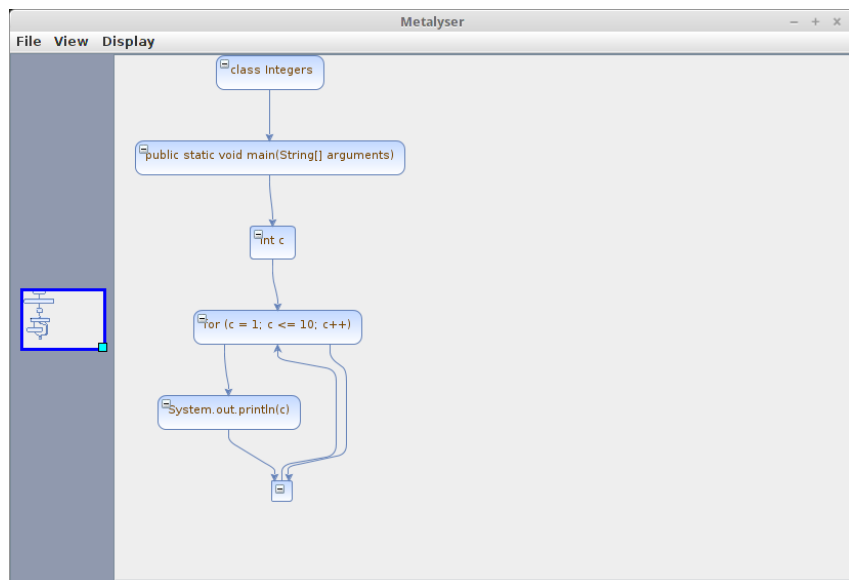 Metalyser
File View Display
class Integers
public static void main(String[] arguments)
int c
for (c = 1; c <= 10; c++)
System.out.println(c)